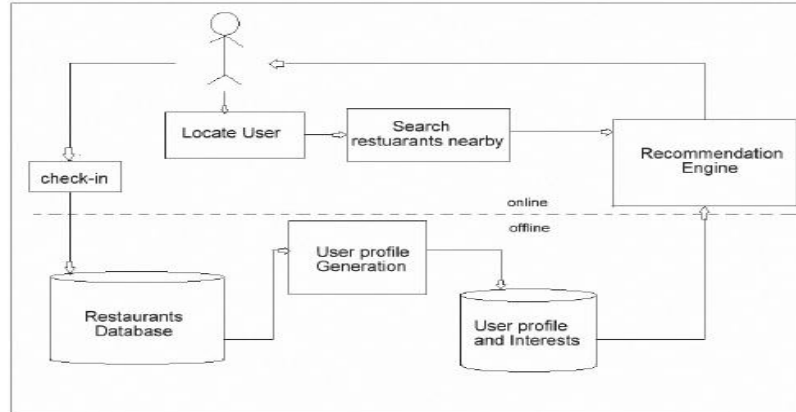 Locate User
Search
restuarants nearby
Recommendation
Engine
check-in
online
offline
User profile
Generation
Restaurants
Database
User profile
and Interests